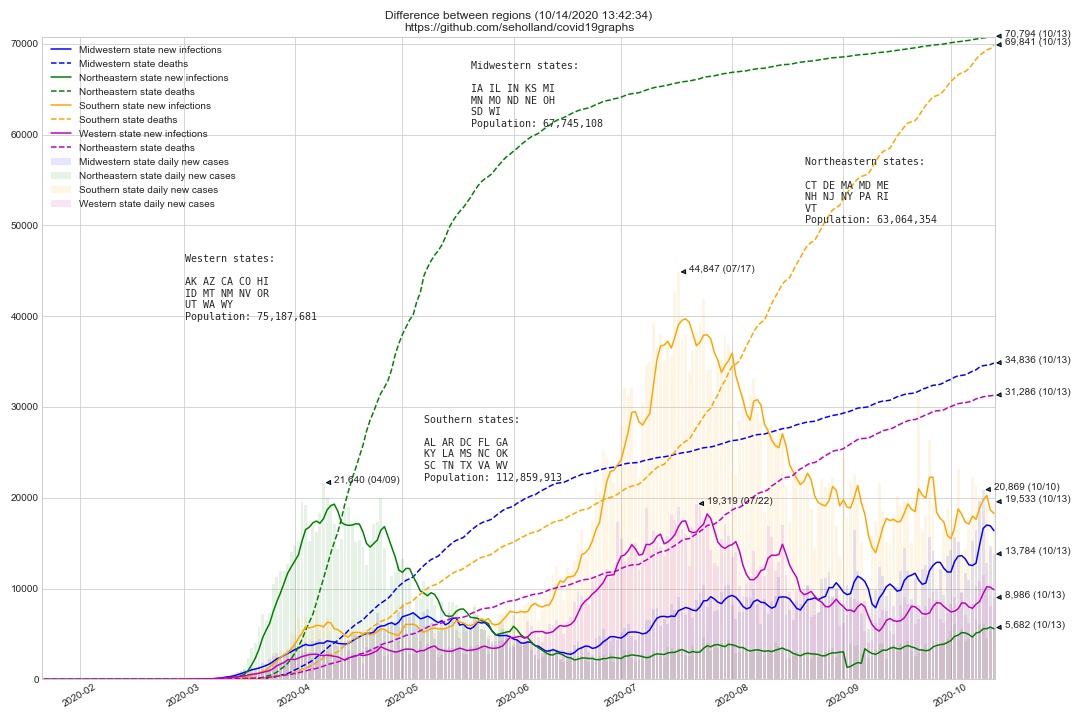 Difference between regions (10/14/2020 13:42:34)
https://github.com/seholland/covid19graphs
70000
60000
50000
40000
30000
20000
10000
0
Midwestern state new infections
Midwestern state deaths
Northeastern state new infections
Northeastern state deaths
Southern state new infections
Southern state deaths
Western state new infections
Northeastern state deaths
Midwestern state daily new cases
Northeastern state daily new cases
Southern state daily new cases
Western state daily new cases
Midwestern states:
IA IL IN KS MI
MN MO ND NE OH
SD WI
Population: 67,745,108
Northeastern states:
CT DE MA MD ME
NH NJ NY PA RI
VT
Population: 63,064,354
Western states:
AK AZ CA CO HI
ID MT NM NV OR
UT WA WY
Population: 75,187,681
Southern states:
AL AR DC FL GA
KY LA MS NC OK
SC TN TX VA WV
Population: 112,859,913
21,640 (04/09)
44,847 (07/17)
19,319 (07/22)
70,794 (10/13)
69,841 (10/13)
34,836 (10/13)
31,286 (10/13)
20,869 (10/10)
19,533 (10/13)
13,784 (10/13)
8,986 (10/13)
5,682 (10/13)
2020-02
2020-03
2020-04
2020-05
2020-06
2020-07
2020-08
2020-09
2020-10